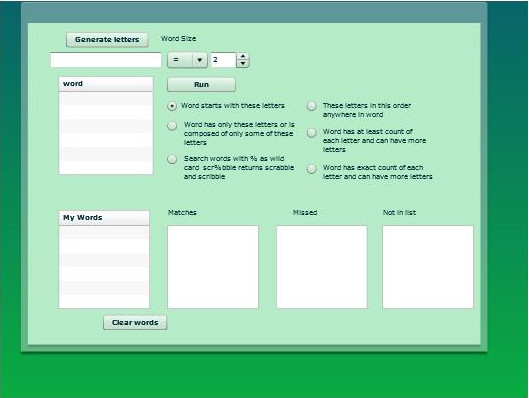 Generate letters
Word Size
=
2
word
Run
Word starts with these letters
Word has only these letters or is
composed of only some of these
letters
Search words with % as wild
card scr%bble returns scrabble
and scribble
These letters in this order
anywhere in word
Word has at least count of
each letter and can have more
letters
Word has exact count of each
letter and can have more letters
My Words
Matches
Missed
Not in list
Clear words